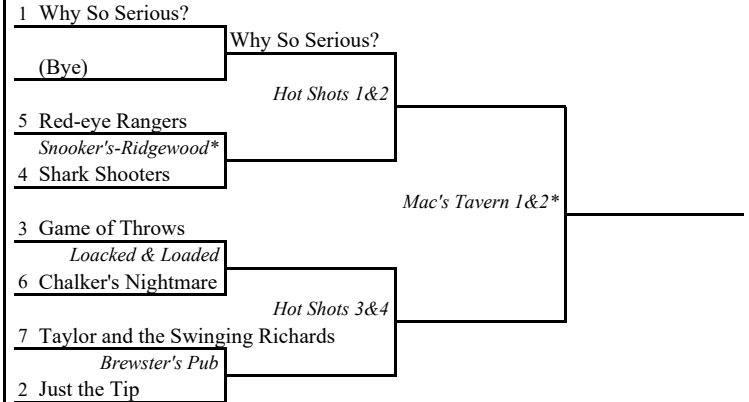 1 Why So Serious?
Why So Serious?
(Bye)
Hot Shots 1&2
5 Red-eye Rangers
Snooker's-Ridgewood*
4 Shark Shooters
Mac's Tavern 1&2*
3 Game of Throws
Loacked & Loaded
6 Chalker's Nightmare
Hot Shots 3&4
7 Taylor and the Swinging Richards
Brewster's Pub
2 Just the Tip